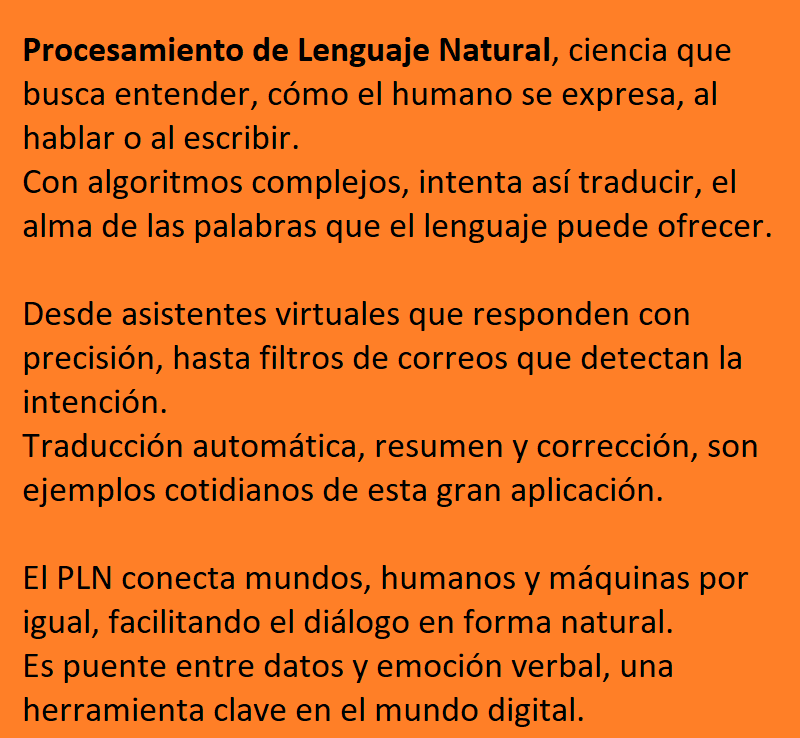 Procesamiento de Lenguaje Natural, ciencia que
busca entender, cómo el humano se expresa, al
hablar o al escribir.
Con algoritmos complejos, intenta así traducir, el
alma de las palabras que el lenguaje puede ofrecer.
Desde asistentes virtuales que responden con
precisión, hasta filtros de correos que detectan la
intención.
Traducción automática, resumen y corrección, son
ejemplos cotidianos de esta gran aplicación.
El PLN conecta mundos, humanos y máquinas por
igual, facilitando el diálogo en forma natural.
Es puente entre datos y emoción verbal, una
herramienta clave en el mundo digital.